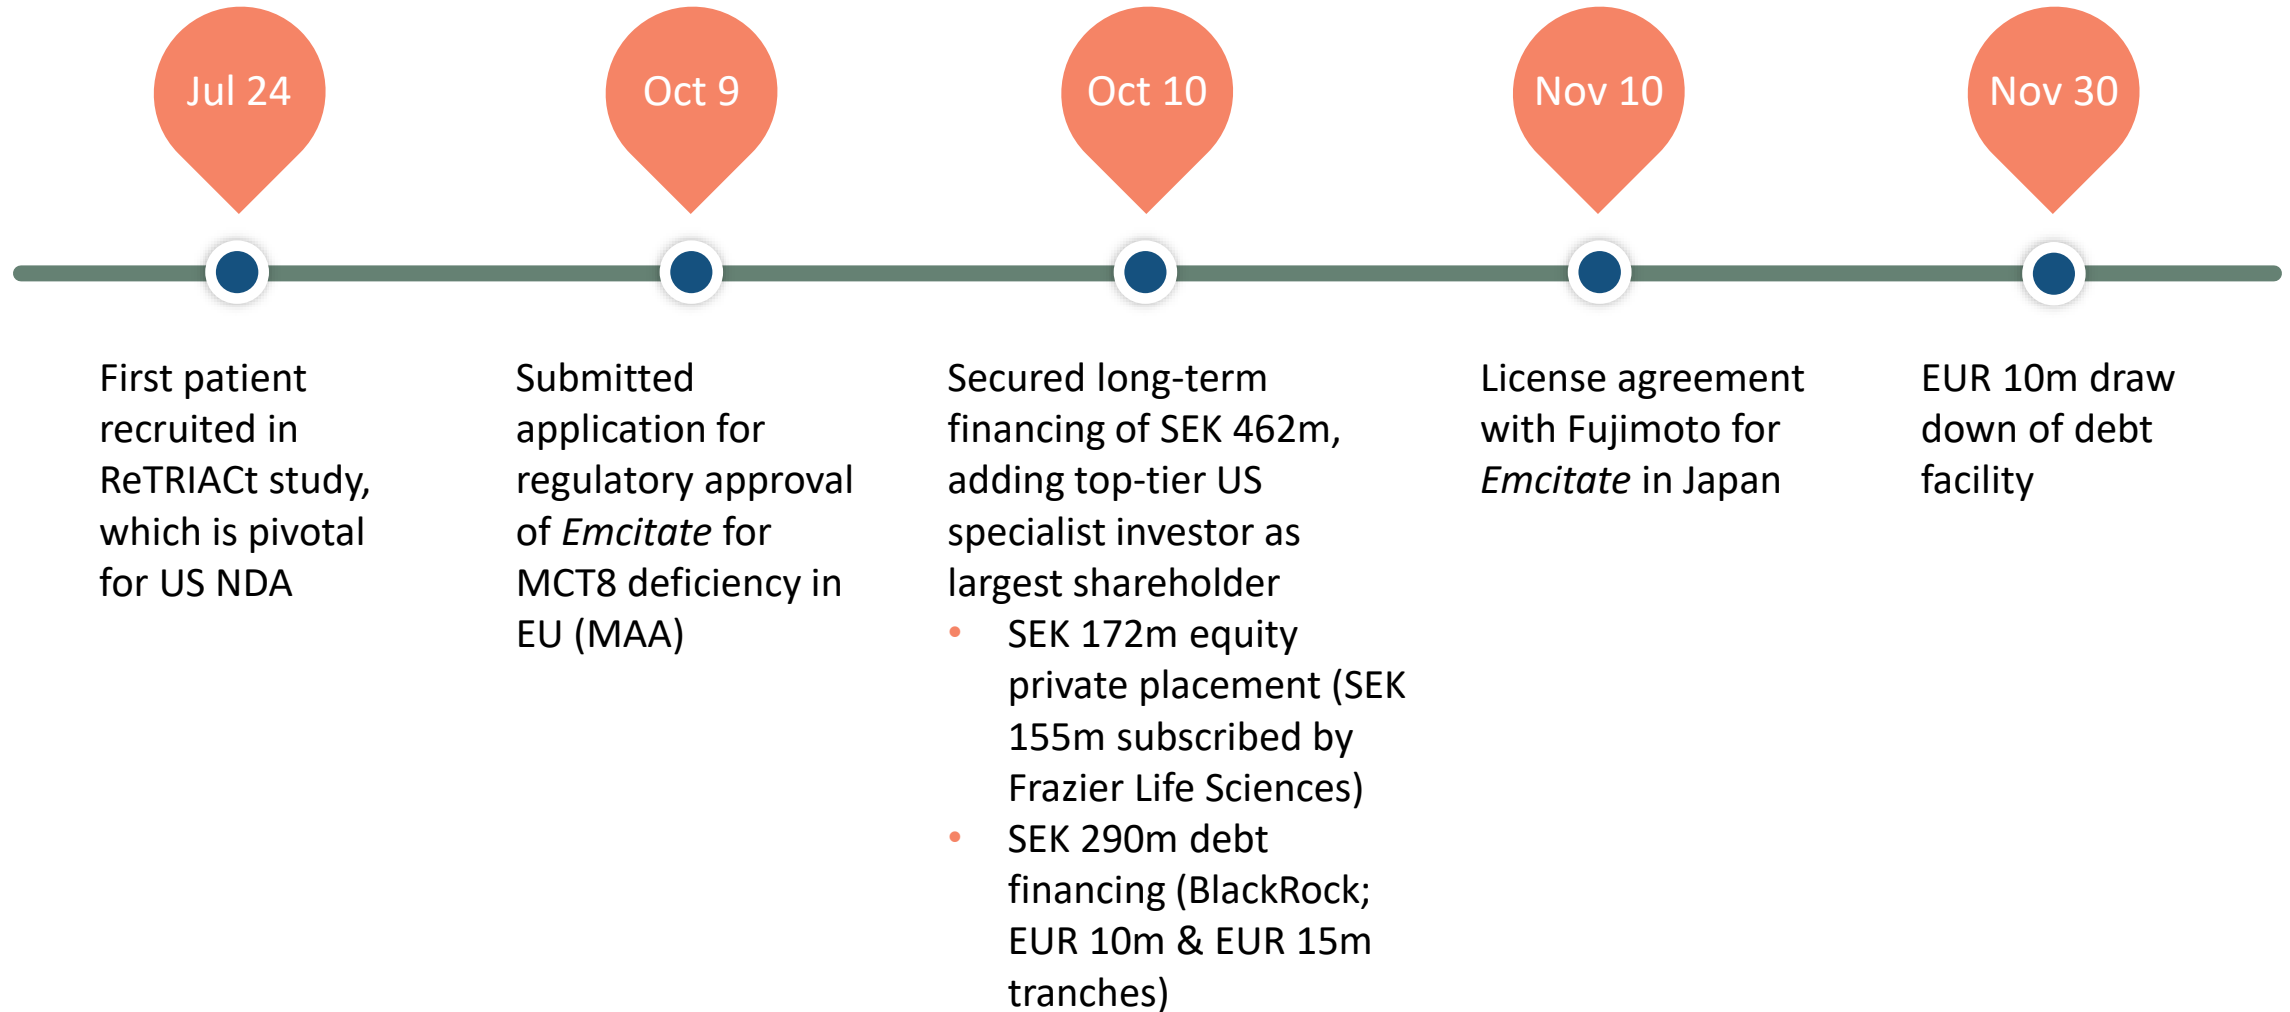 Jul 24
First patient
recruited in
ReTRIACt study,
which is pivotal
for US NDA
Oct 9
Submitted
application for
regulatory approval
of Emcitate for
MCT8 deficiency in
EU (MAA)
Oct 10
Secured long-term
financing of SEK 462m,
adding top-tier US
specialist investor as
largest shareholder
• SEK 172m equity
private placement (SEK
155m subscribed by
Frazier Life Sciences)
• SEK 290m debt
financing (BlackRock;
EUR 10m & EUR 15m
tranches)
Nov 10
License agreement
with Fujimoto for
Emcitate in Japan
Nov 30
EUR 10m draw
down of debt
facility